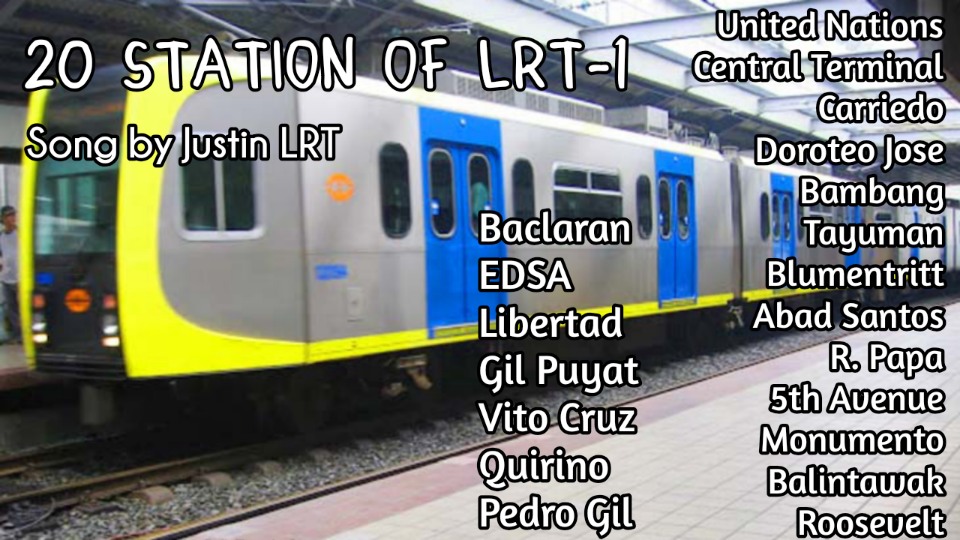 20 STATION OF LRT-1
Song by Justin LRT
Baclaran
EDSA
Libertad
Gil Puyat
Vito Cruz
Quirino
Pedro Gil
United Nations
Central Terminal
Carriedo
Doroteo Jose
Bambang
Tayuman
Blumentritt
Abad Santos
R. Papa
5th Avenue
Monumento
Balintawak
Roosevelt